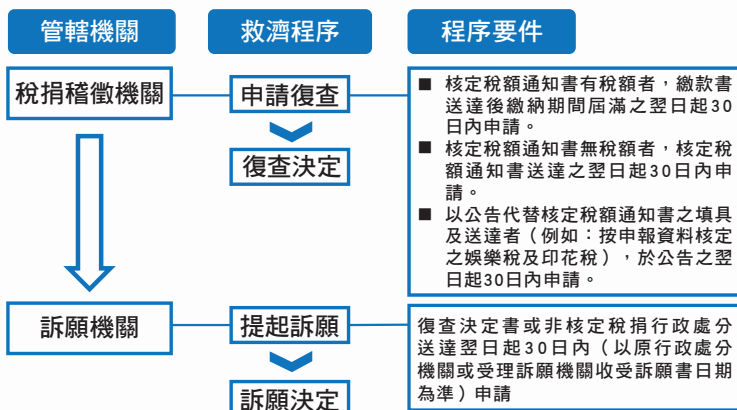 管轄機關
救濟程序
程序要件
稅捐稽徵機關
申請復查
復查決定
■ 核定稅額通知書有稅額者，繳款書
送達後繳納期間屆滿之翌日起30
日內申請。
■ 核定稅額通知書無稅額者，核定稅
額通知書送達之翌日起30日內申
請。
■ 以公告代替核定稅額通知書之填具
及送達者（例如：按申報資料核定
之娛樂稅及印花稅），於公告之翌
日起30日內申請。
訴願機關
提起訴願
訴願決定
復查決定書或非核定稅捐行政處分
送達翌日起30日內（以原行政處分
機關或受理訴願機關收受訴願書日期
為準）申請